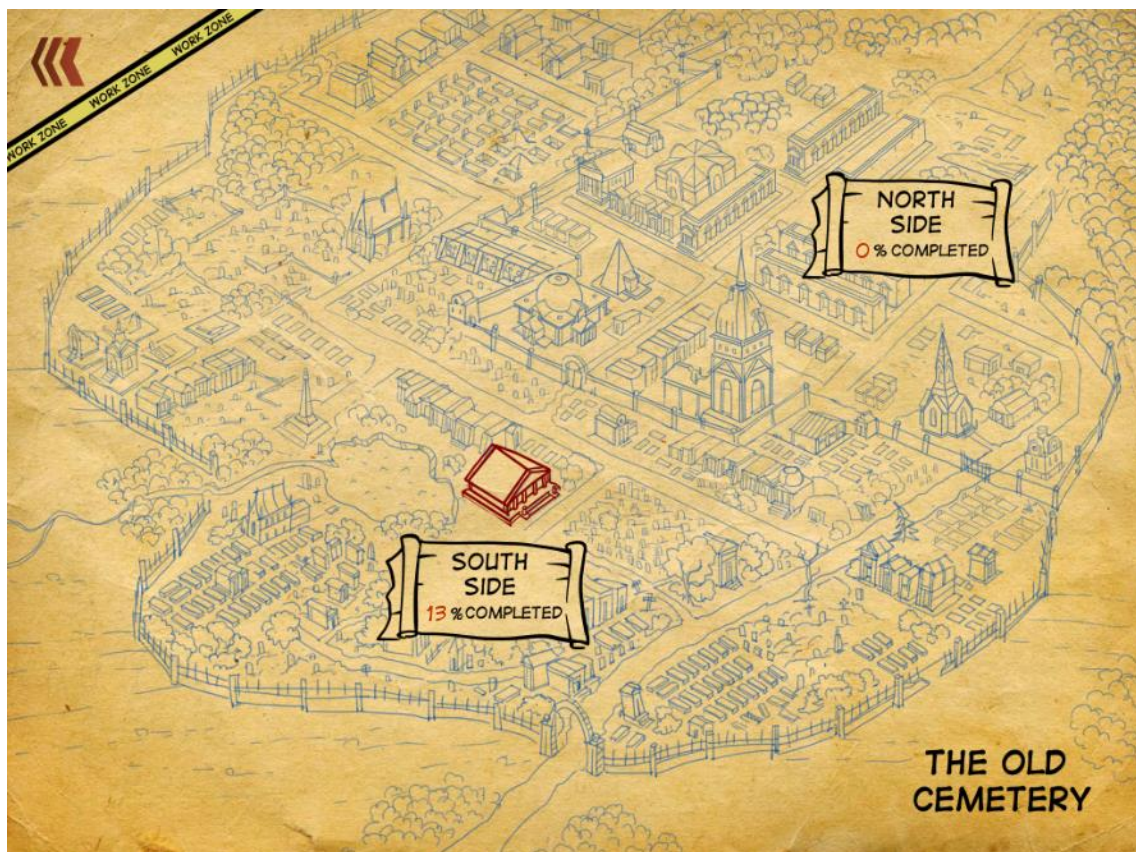 WORK ZONE
WORK ZONE
WORK ZONE
NORTH
SIDE
0 % COMPLETED
SOUTH
SIDE
13 % COMPLETED
THE OLD
CEMETERY